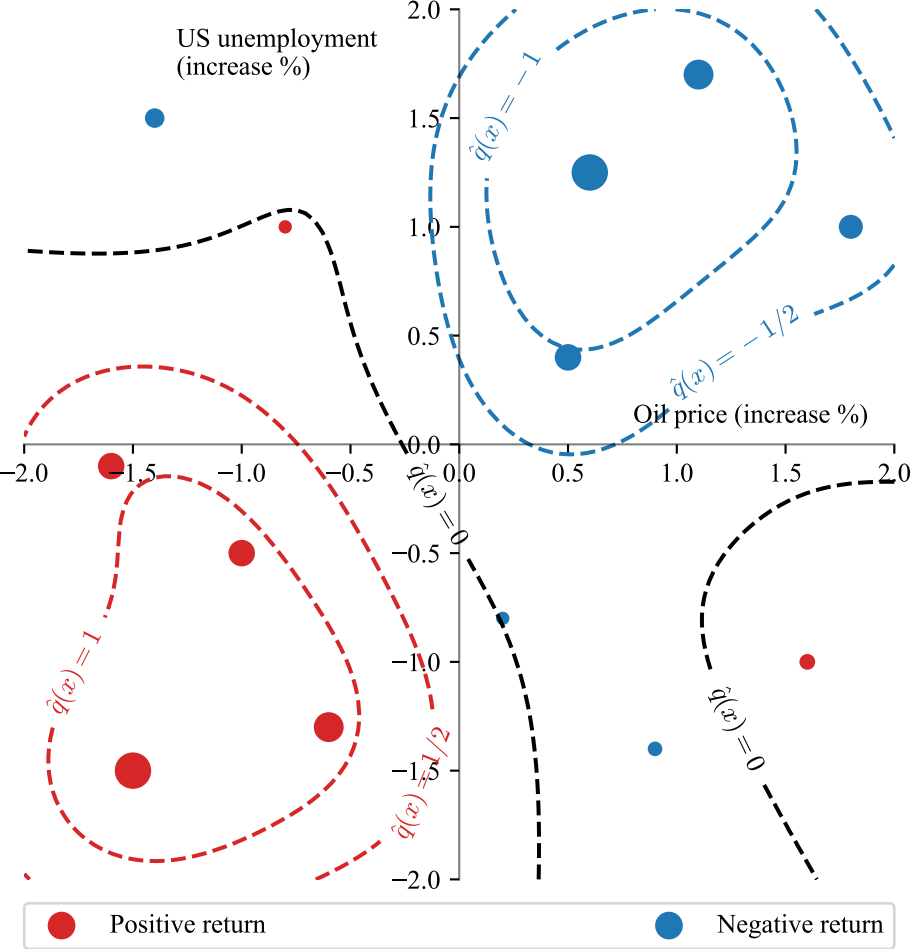 US unemployment
(increase %)
2.0
1.5
1.0
0.5
0.0
−0.5
−1.0
−1.5
−2.0
−2.0 −1.5 −1.0 −0.5 0.0 0.5 1.0 1.5 2.0
Oil price (increase %)
q̂(x) = −1
q̂(x) = −1/2
q̂(x) = 0
q̂(x) = 1
q̂(x) = 0
q̂(x) = 1/2
Positive return
Negative return